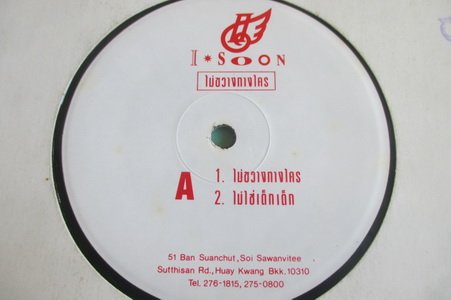 I*SOON
ไม่ขวางทางใคร
A
1. ไม่ขวางทางใคร
2. ไม่ใช่เด็กเด็ก
51 Ban Suanchut,Soi Sawanvitee
Sutthisan Rd.,Huay Kwang Bkk.10310
Tel. 276-1815, 275-0800